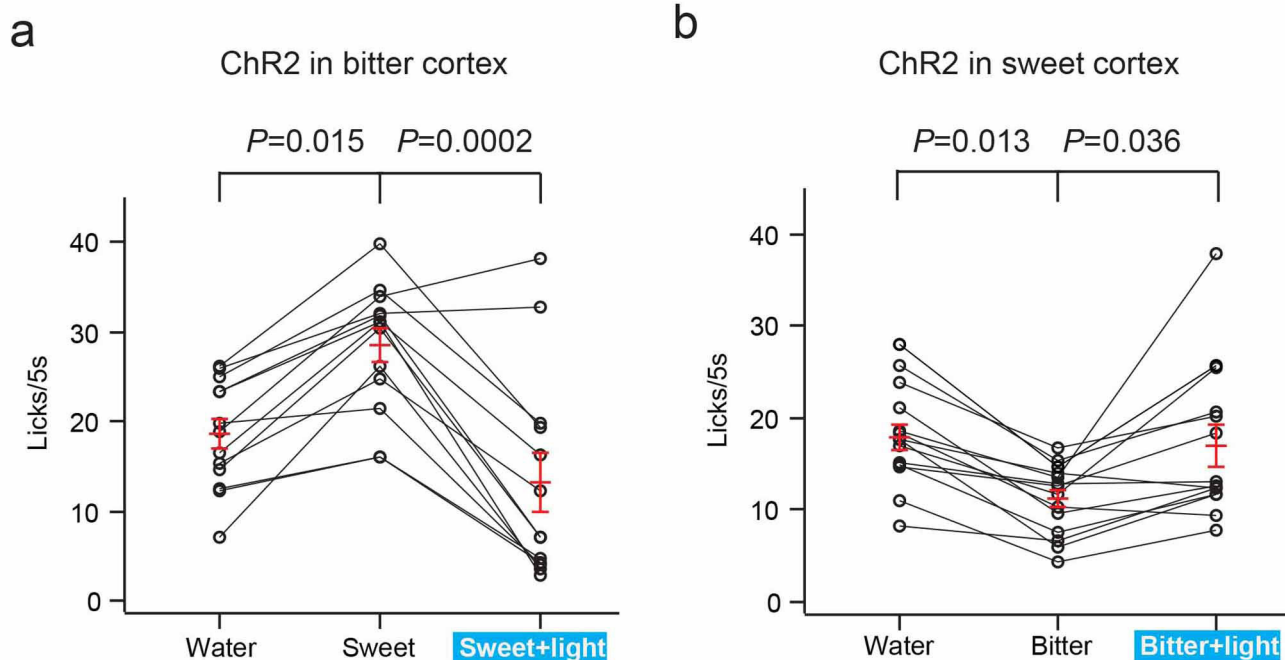 a
ChR2 in bitter cortex
P=0.015 P=0.0002
40
30
20
10
0
Licks/5s
Water Sweet Sweet+light
b
ChR2 in sweet cortex
P=0.013 P=0.036
40
30
20
10
0
Licks/5s
Water Bitter Bitter+light